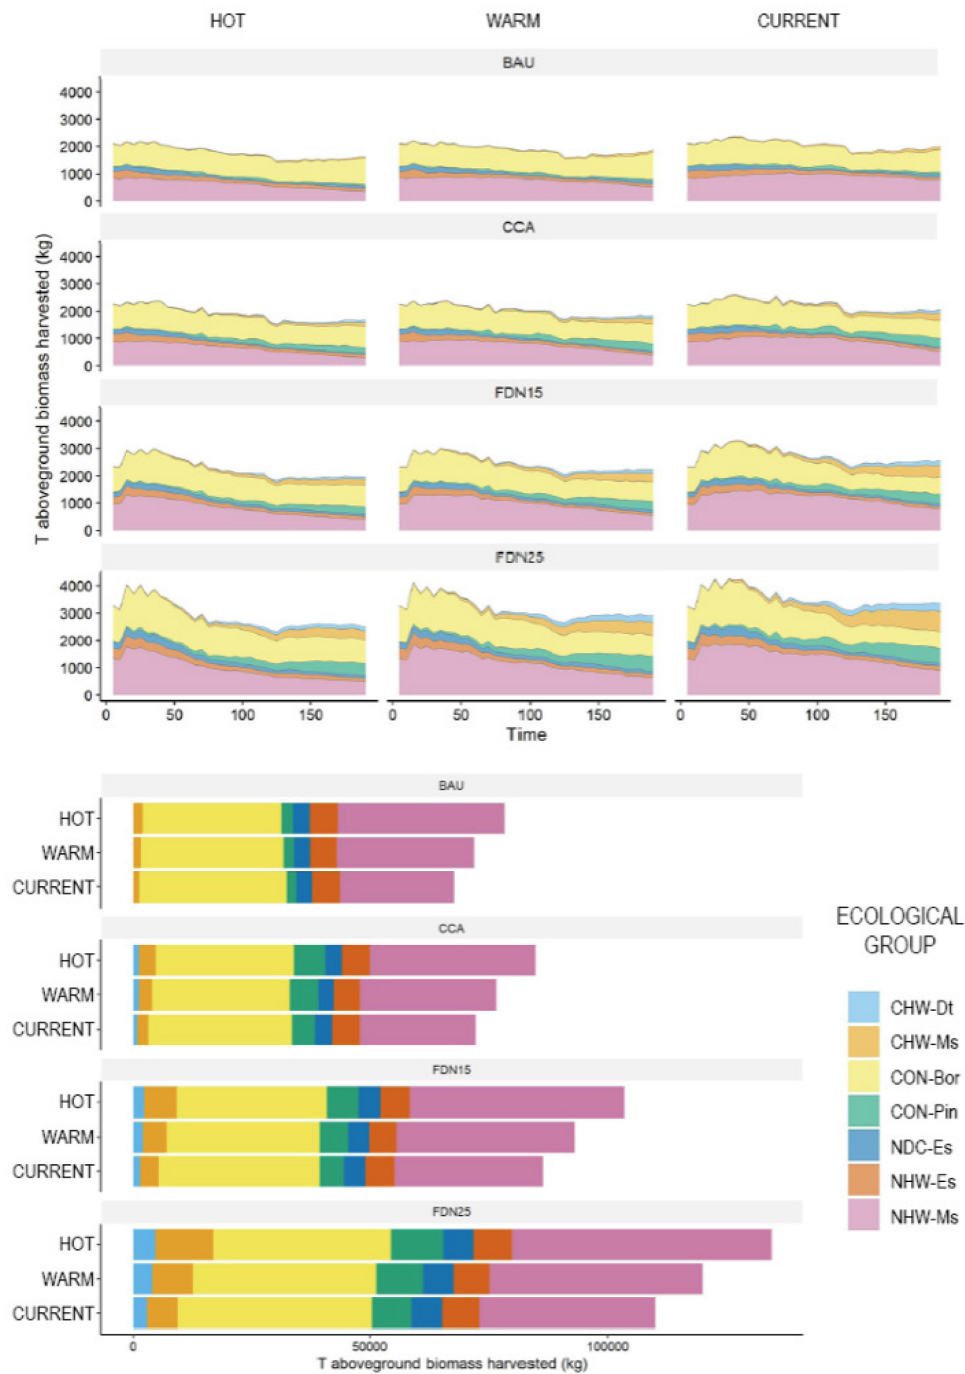 HOT WARM CURRENT
BAU
4000
3000
2000
1000
0
CCA
4000
3000
2000
1000
0
T aboveground biomass harvested (kg)
FDN15
4000
3000
2000
1000
0
FDN25
4000
3000
2000
1000
0
0 50 100 150 0 50 100 150 0 50 100 150
Time
BAU
HOT
WARM
CURRENT
CCA
HOT
WARM
CURRENT
FDN15
HOT
WARM
CURRENT
FDN25
HOT
WARM
CURRENT
0 50000 100000
T aboveground biomass harvested (kg)
ECOLOGICAL
GROUP
CHW-Dt
CHW-Ms
CON-Bor
CON-Pin
NDC-Es
NHW-Es
NHW-Ms